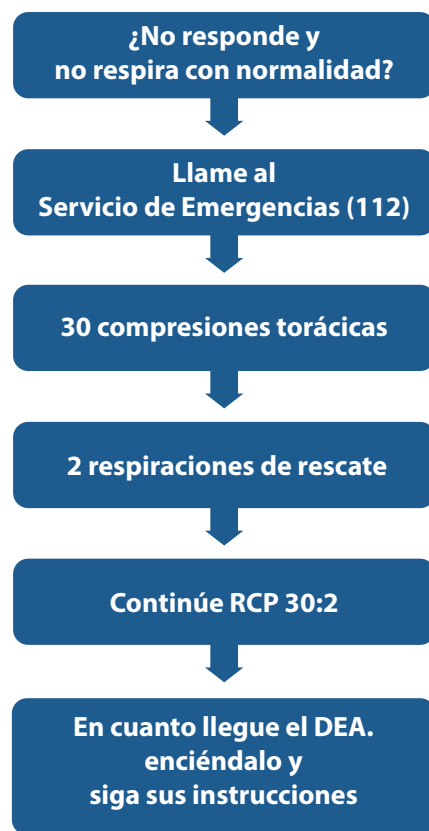 ¿No responde y
no respira con normalidad?
Llame al
Servicio de Emergencias (112)
30 compresiones torácicas
2 respiraciones de rescate
Continúe RCP 30:2
En cuanto llegue el DEA.
enciéndalo y
siga sus instrucciones